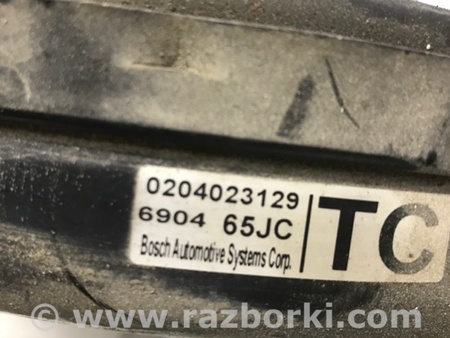 0204023129
6904 65JC
Bosch Automotive Systems Corp.
TC
© www.razborki.com